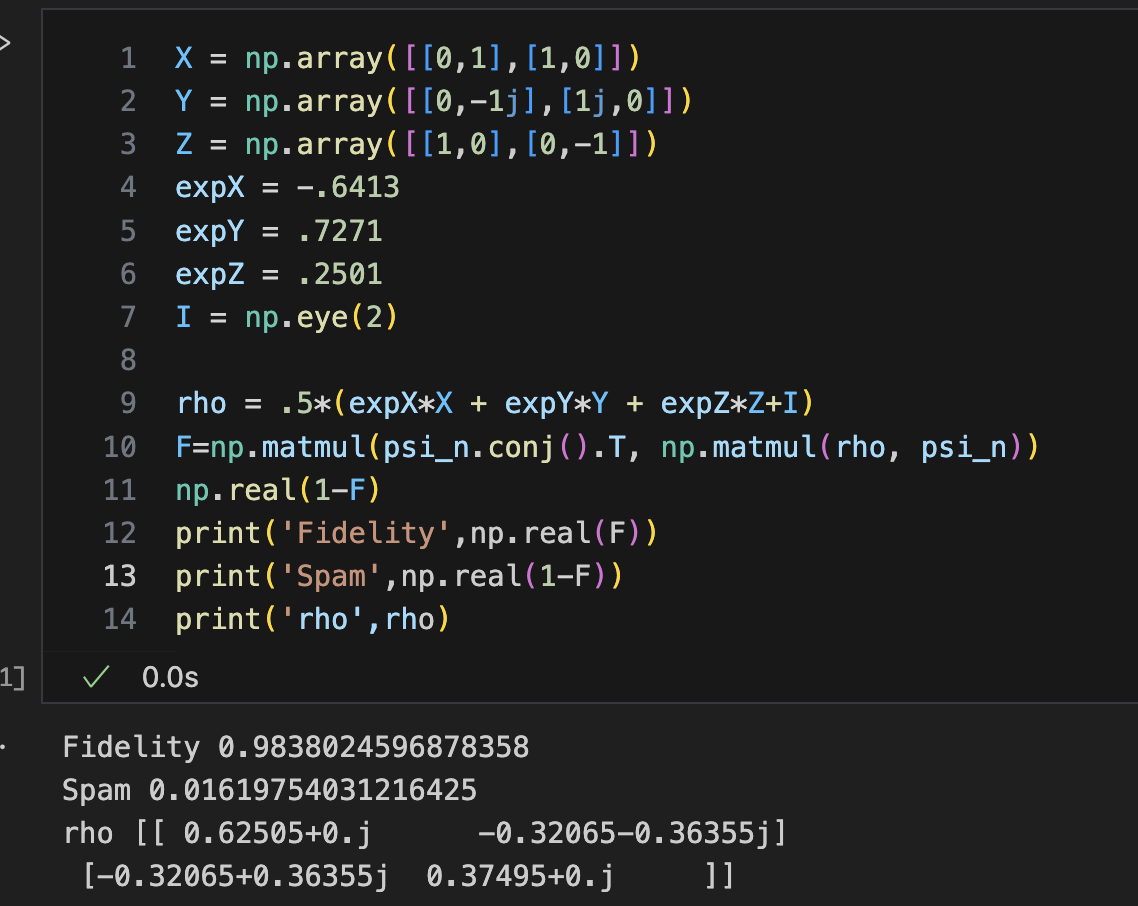 1 X = np.array([[0,1],[1,0]])
2 Y = np.array([[0,-1j],[1j,0]])
3 Z = np.array([[1,0],[0,-1]])
4 expX = -.6413
5 expY = .7271
6 expZ = .2501
7 I = np.eye(2)
8
9 rho = .5*(expX*X + expY*Y + expZ*Z+I)
10 F=np.matmul(psi_n.conj().T, np.matmul(rho, psi_n))
11 np.real(1-F)
12 print('Fidelity',np.real(F))
13 print('Spam',np.real(1-F))
14 print('rho',rho)
1] ✓ 0.0s
Fidelity 0.9838024596878358
Spam 0.01619754031216425
rho [[ 0.62505+0.j      -0.32065-0.36355j]
 [-0.32065+0.36355j  0.37495+0.j     ]]